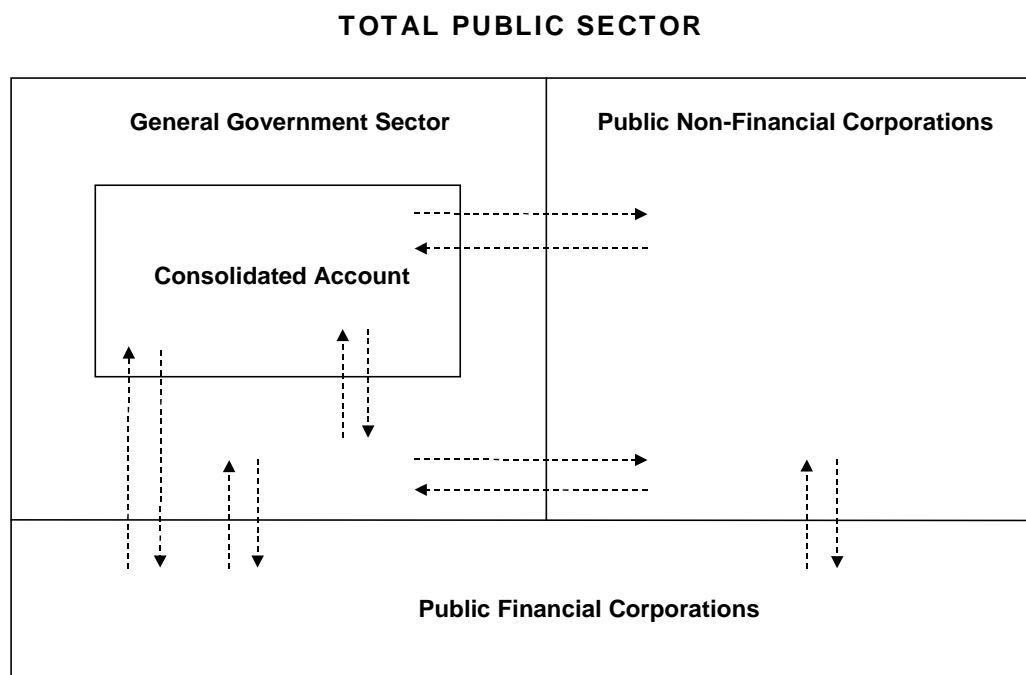 TOTAL PUBLIC SECTOR
General Government Sector
Public Non-Financial Corporations
Consolidated Account
Public Financial Corporations